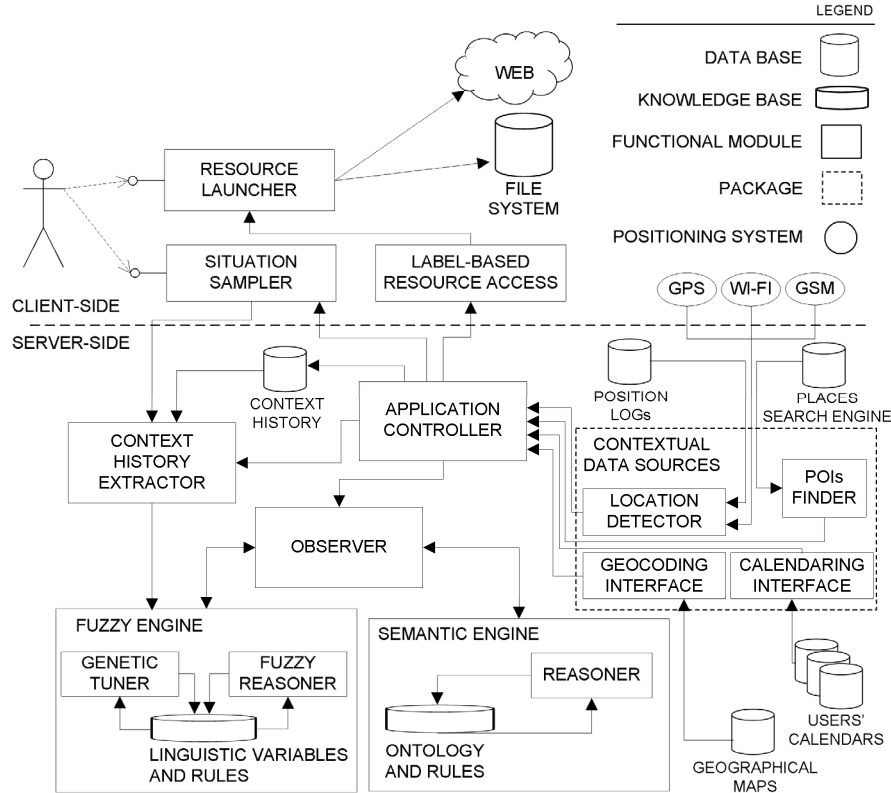 LEGEND
DATA BASE
KNOWLEDGE BASE
FUNCTIONAL MODULE
PACKAGE
POSITIONING SYSTEM
WEB
FILE
SYSTEM
RESOURCE
LAUNCHER
SITUATION
SAMPLER
LABEL-BASED
RESOURCE ACCESS
GPS
WI-FI
GSM
CLIENT-SIDE
SERVER-SIDE
CONTEXT
HISTORY
APPLICATION
CONTROLLER
POSITION
LOGs
PLACES
SEARCH ENGINE
CONTEXT
HISTORY
EXTRACTOR
CONTEXTUAL
DATA SOURCES
LOCATION
DETECTOR
POIs
FINDER
OBSERVER
GEOCODING
INTERFACE
CALENDARING
INTERFACE
FUZZY ENGINE
GENETIC
TUNER
FUZZY
REASONER
LINGUISTIC VARIABLES
AND RULES
SEMANTIC ENGINE
REASONER
ONTOLOGY
AND RULES
USERS'
CALENDARS
GEOGRAPHICAL
MAPS